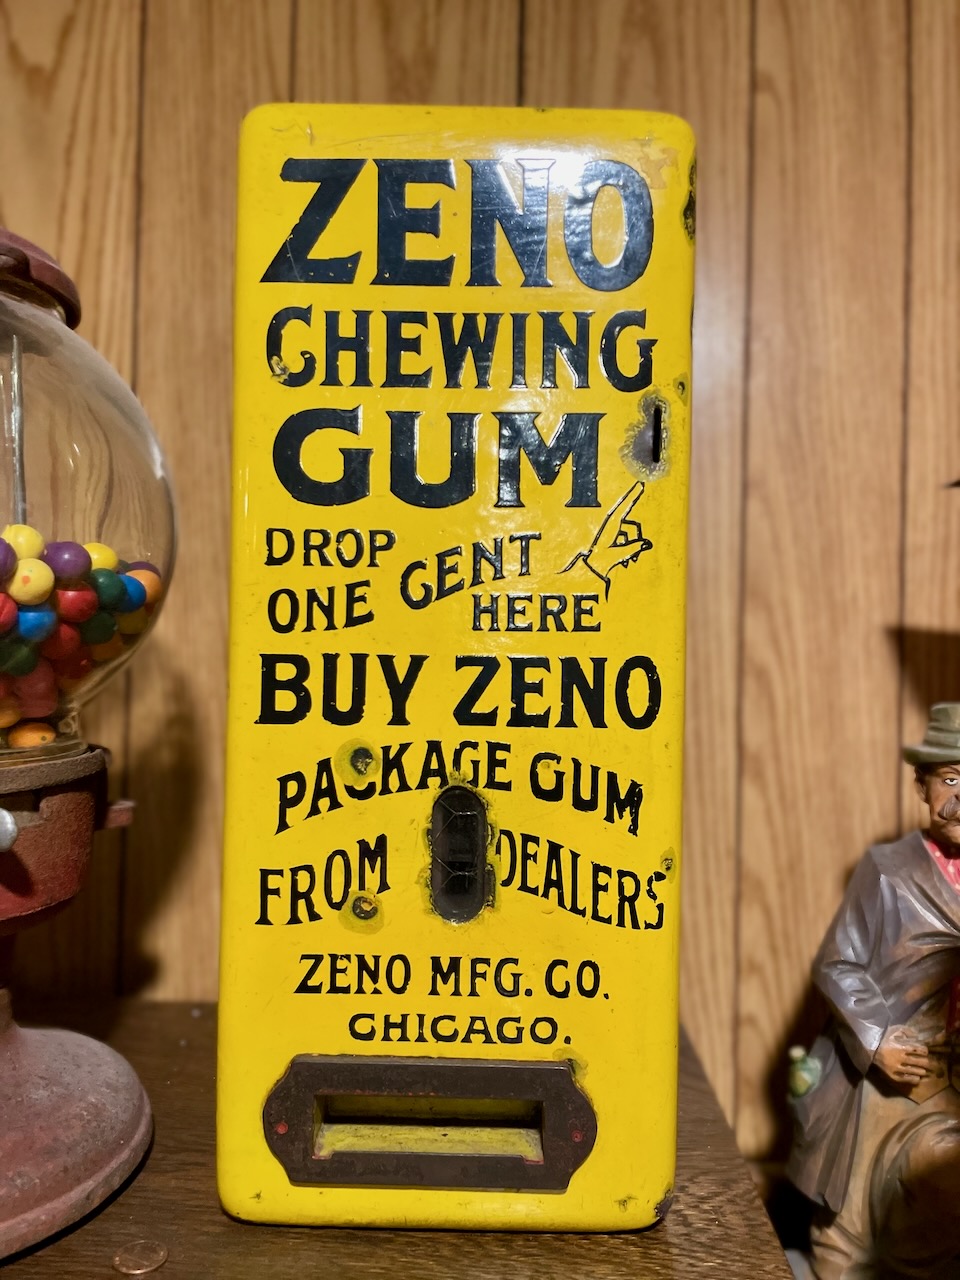 ZENO
CHEWING
GUM
DROP
ONE CENT
HERE
BUY ZENO
PACKAGE GUM
FROM DEALERS
ZENO MFG. CO.
CHICAGO.